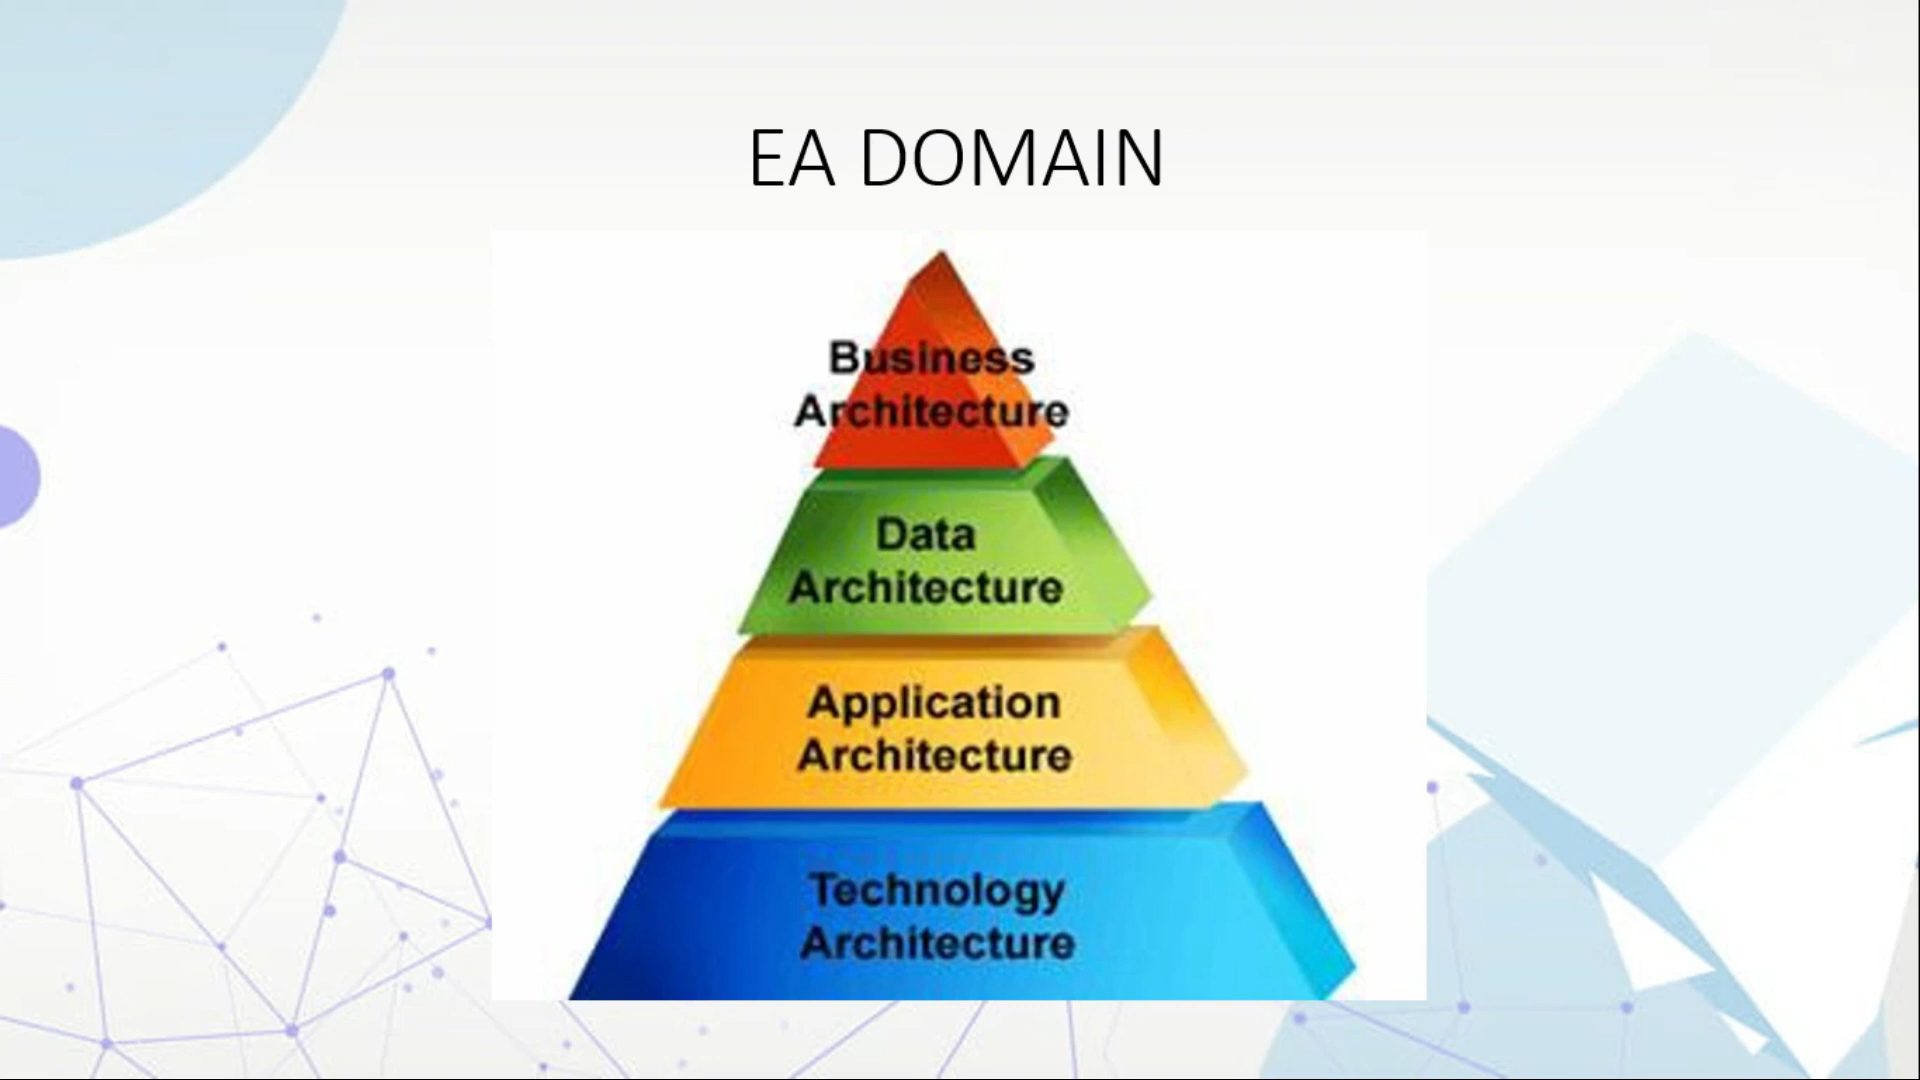 EA DOMAIN
Business
Architecture
Data
Architecture
Application
Architecture
Technology
Architecture